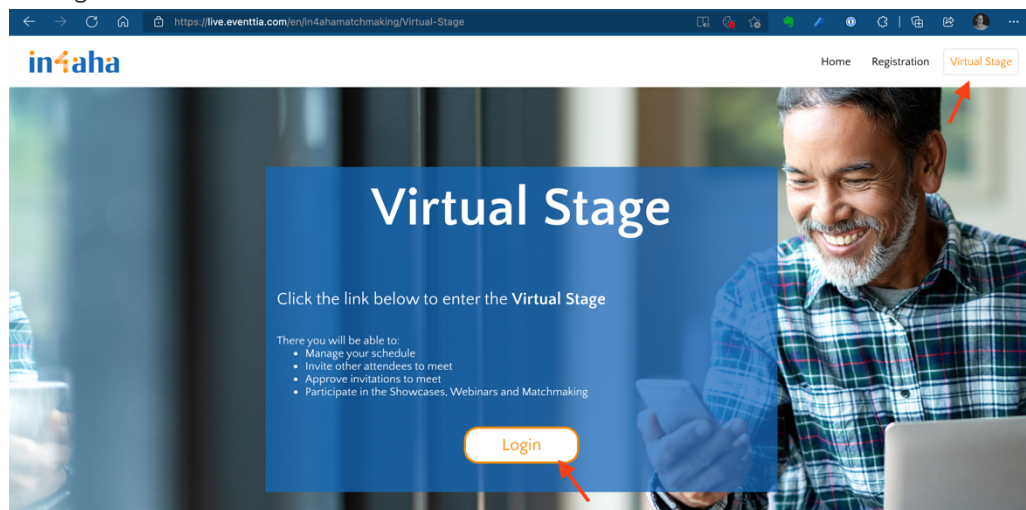 https://live.eventtia.com/en/in4ahamatchmaking/Virtual-Stage
in4aha
Home Registration Virtual Stage
Virtual Stage
Click the link below to enter the Virtual Stage
There you will be able to:
• Manage your schedule
• Invite other attendees to meet
• Approve invitations to meet
• Participate in the Showcases, Webinars and Matchmaking
Login